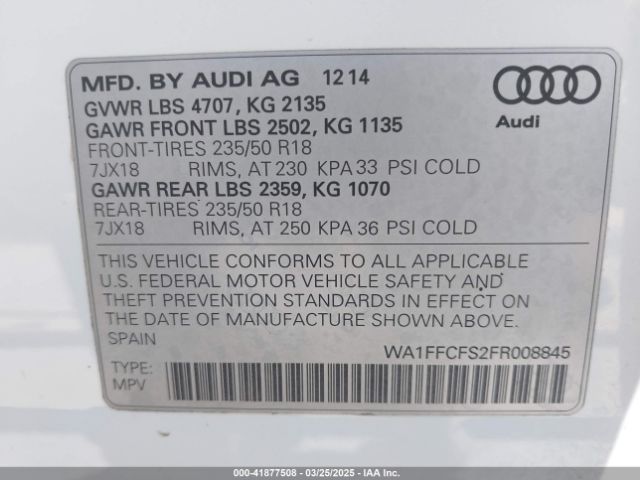 MFD. BY AUDI AG 12 14
GVWR LBS 4707, KG 2135
GAWR FRONT LBS 2502, KG 1135
FRONT-TIRES 235/50 R18
7JX18 RIMS, AT 230 KPA 33 PSI COLD
GAWR REAR LBS 2359, KG 1070
REAR-TIRES 235/50 R18
7JX18 RIMS, AT 250 KPA 36 PSI COLD
Audi
THIS VEHICLE CONFORMS TO ALL APPLICABLE
U.S. FEDERAL MOTOR VEHICLE SAFETY AND
THEFT PREVENTION STANDARDS IN EFFECT ON
THE DATE OF MANUFACTURE SHOWN ABOVE.
SPAIN
WA1FFCFS2FR008845
TYPE:
MPV
000-41877508 — 03/25/2025 — IAA Inc.